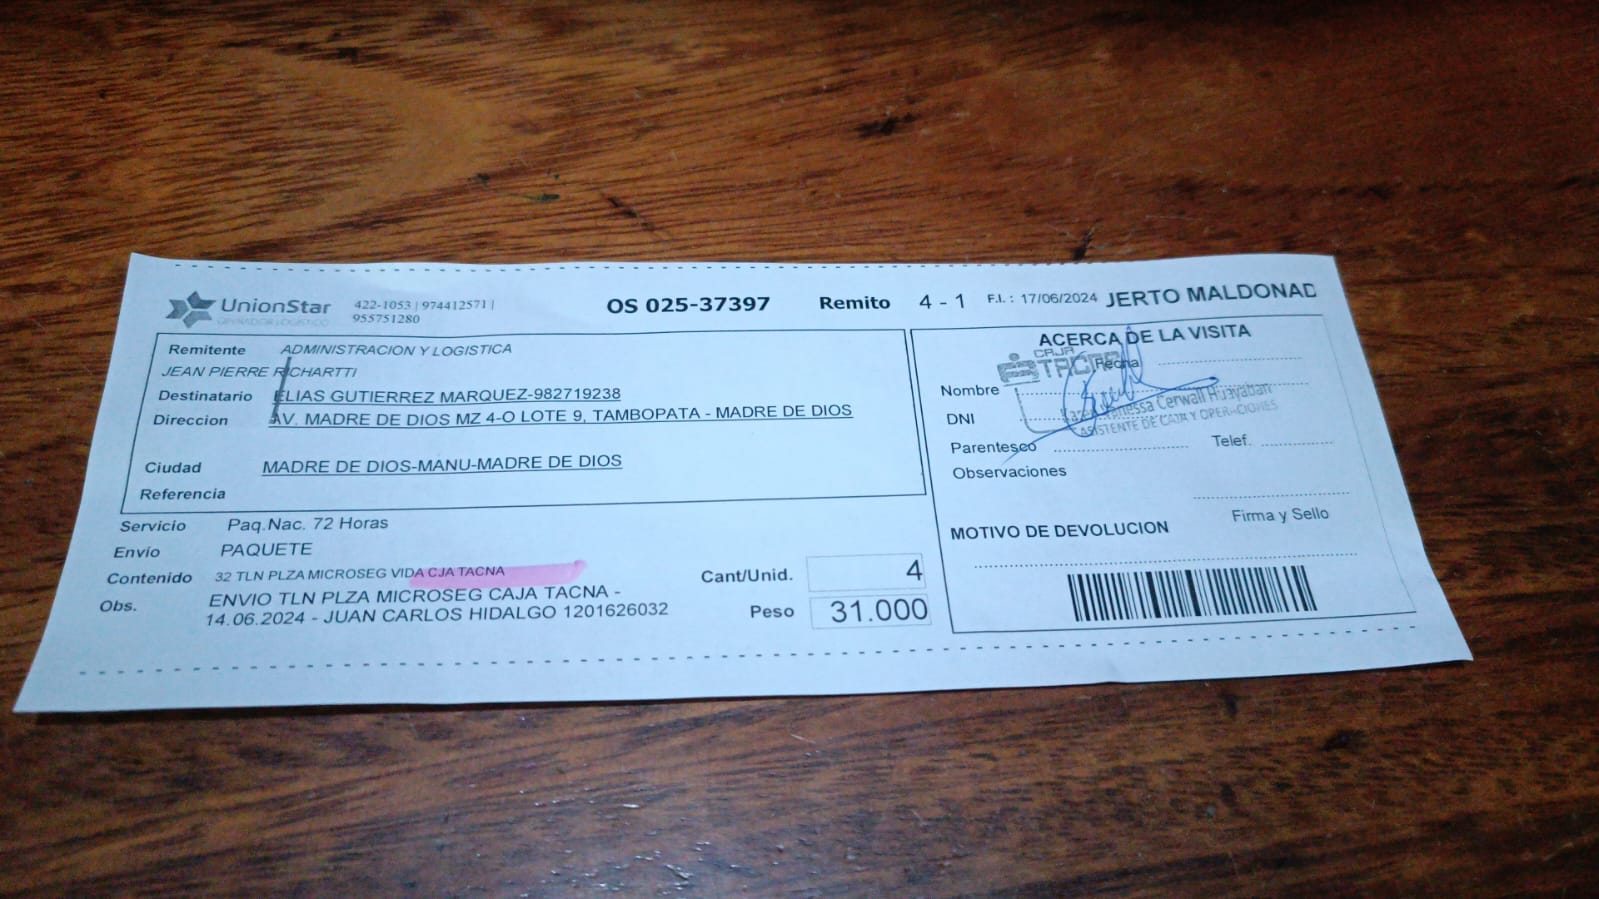 UnionStar
OPERADOR LOGISTICO
422-1053 | 974412571 |
955751280
OS 025-37397
Remito 4 - 1
F.I. : 17/06/2024
JERTO MALDONAD
Remitente ADMINISTRACION Y LOGISTICA
JEAN PIERRE RICHARTTI
Destinatario ELIAS GUTIERREZ MARQUEZ-982719238
Direccion AV. MADRE DE DIOS MZ 4-O LOTE 9, TAMBOPATA - MADRE DE DIOS
Ciudad MADRE DE DIOS-MANU-MADRE DE DIOS
Referencia
Servicio Paq.Nac. 72 Horas
Envio PAQUETE
Contenido 32 TLN PLZA MICROSEG VIDA CJA TACNA
Obs. ENVIO TLN PLZA MICROSEG CAJA TACNA -
14.06.2024 - JUAN CARLOS HIDALGO 1201626032
Cant/Unid. 4
Peso 31.000
ACERCA DE LA VISITA
Fecha
CAJA
Nombre
DNI
Vanessa Cerwall
ASISTENTE DE CAJA Y OPERACIONES
Parentesco
Telef.
Observaciones
Firma y Sello
MOTIVO DE DEVOLUCION